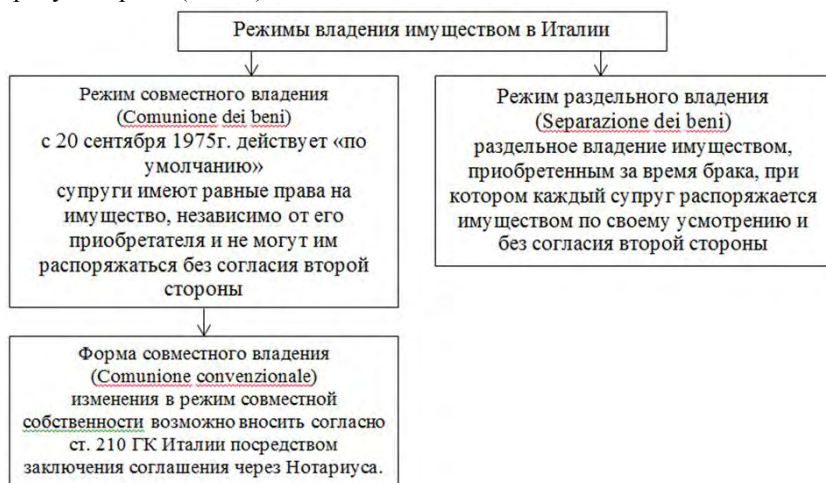 Режимы владения имуществом в Италии
Режим совместного владения
(Comunione dei beni)
с 20 сентября 1975г. действует «по
умолчанию»
супруги имеют равные права на
имущество, независимо от его
приобретателя и не могут им
распоряжаться без согласия второй
стороны
Режим раздельного владения
(Separazione dei beni)
раздельное владение имуществом,
приобретенным за время брака, при
котором каждый супруг распоряжается
имуществом по своему усмотрению и
без согласия второй стороны
Форма совместного владения
(Comunione convenzionale)
изменения в режим совместной
собственности возможно вносить согласно
ст. 210 ГК Италии посредством
заключения соглашения через Нотариуса.